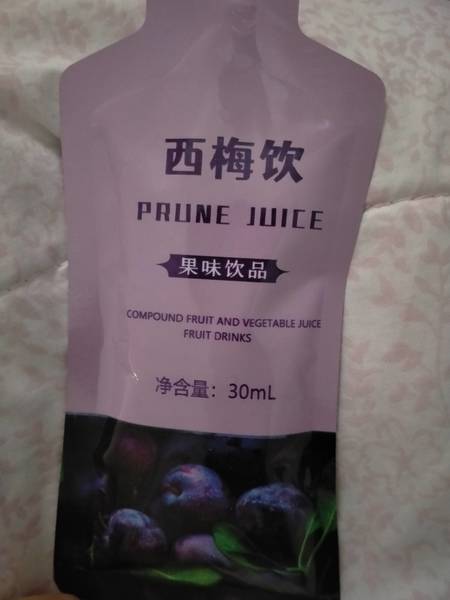 西梅饮
PRUNE JUICE
果味饮品
COMPOUND FRUIT AND VEGETABLE JUICE
FRUIT DRINKS
净含量：30mL